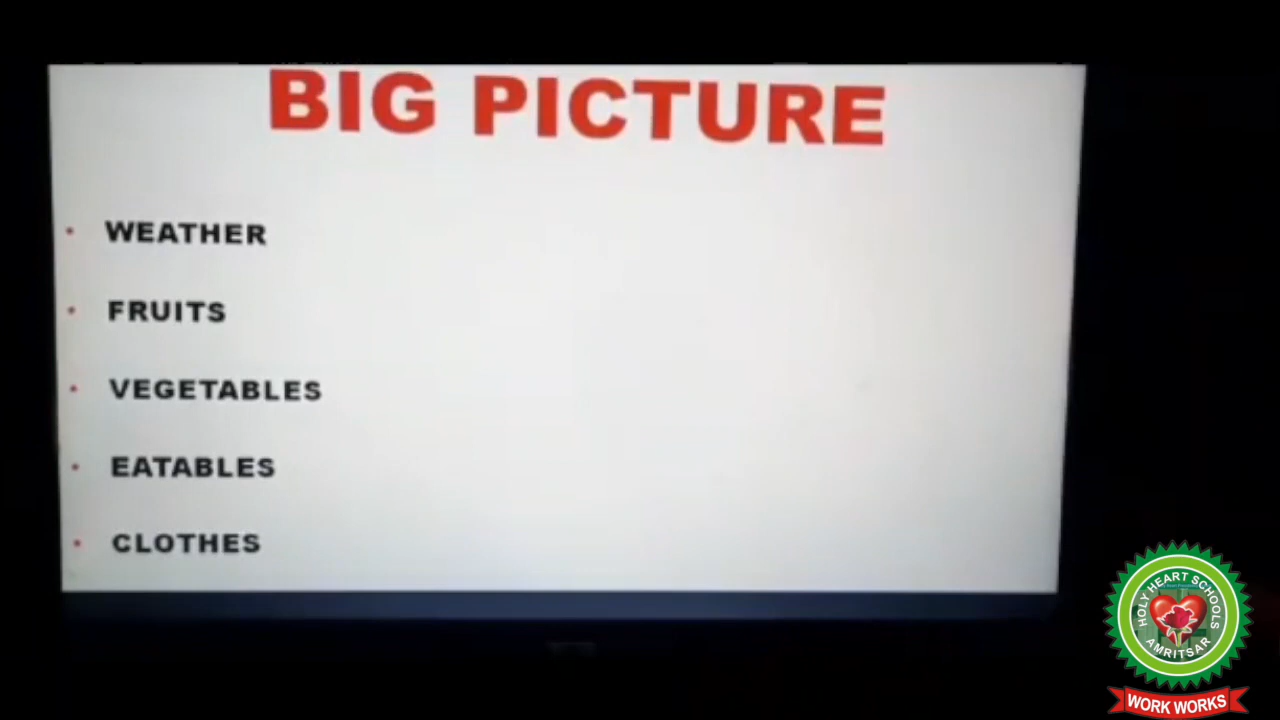 BIG PICTURE
• WEATHER
• FRUITS
• VEGETABLES
• EATABLES
• CLOTHES
HOLY HEART SCHOOLS
AMRITSAR
WORK WORKS